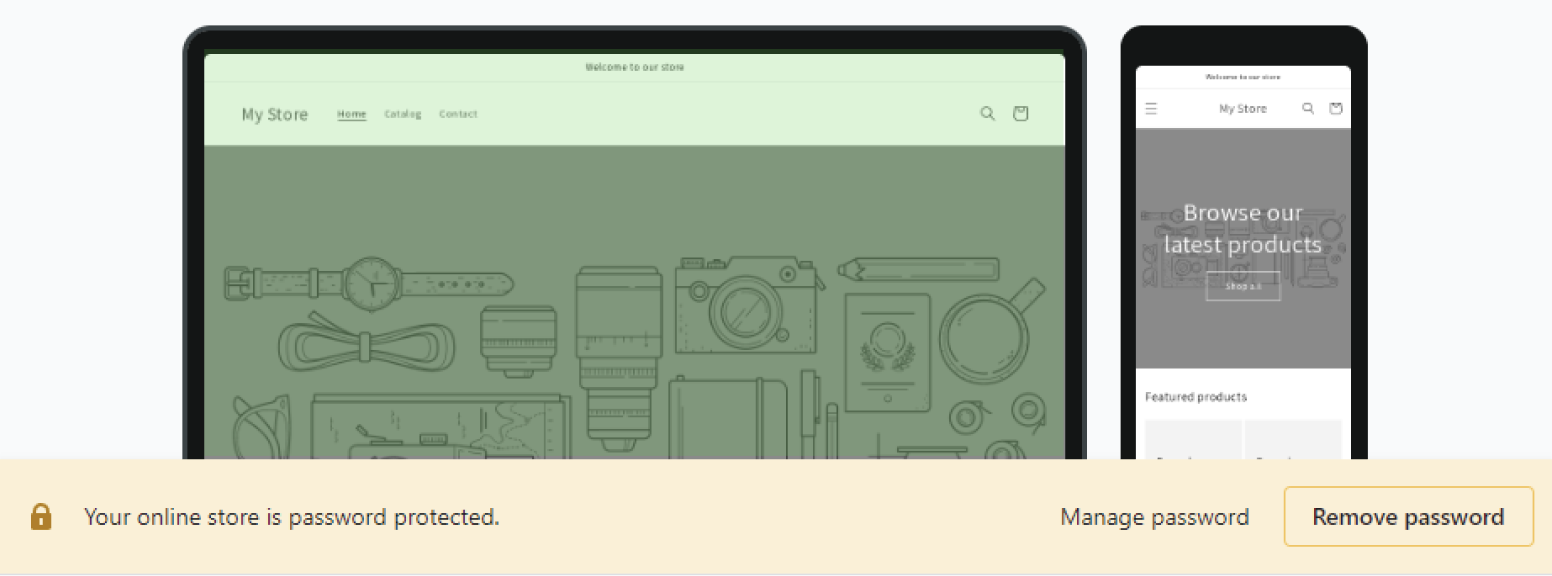 Welcome to our store
My Store Home Catalog Contact
Welcome to our store
My Store
Browse our
latest products
Shop all
Featured products
Your online store is password protected. Manage password Remove password